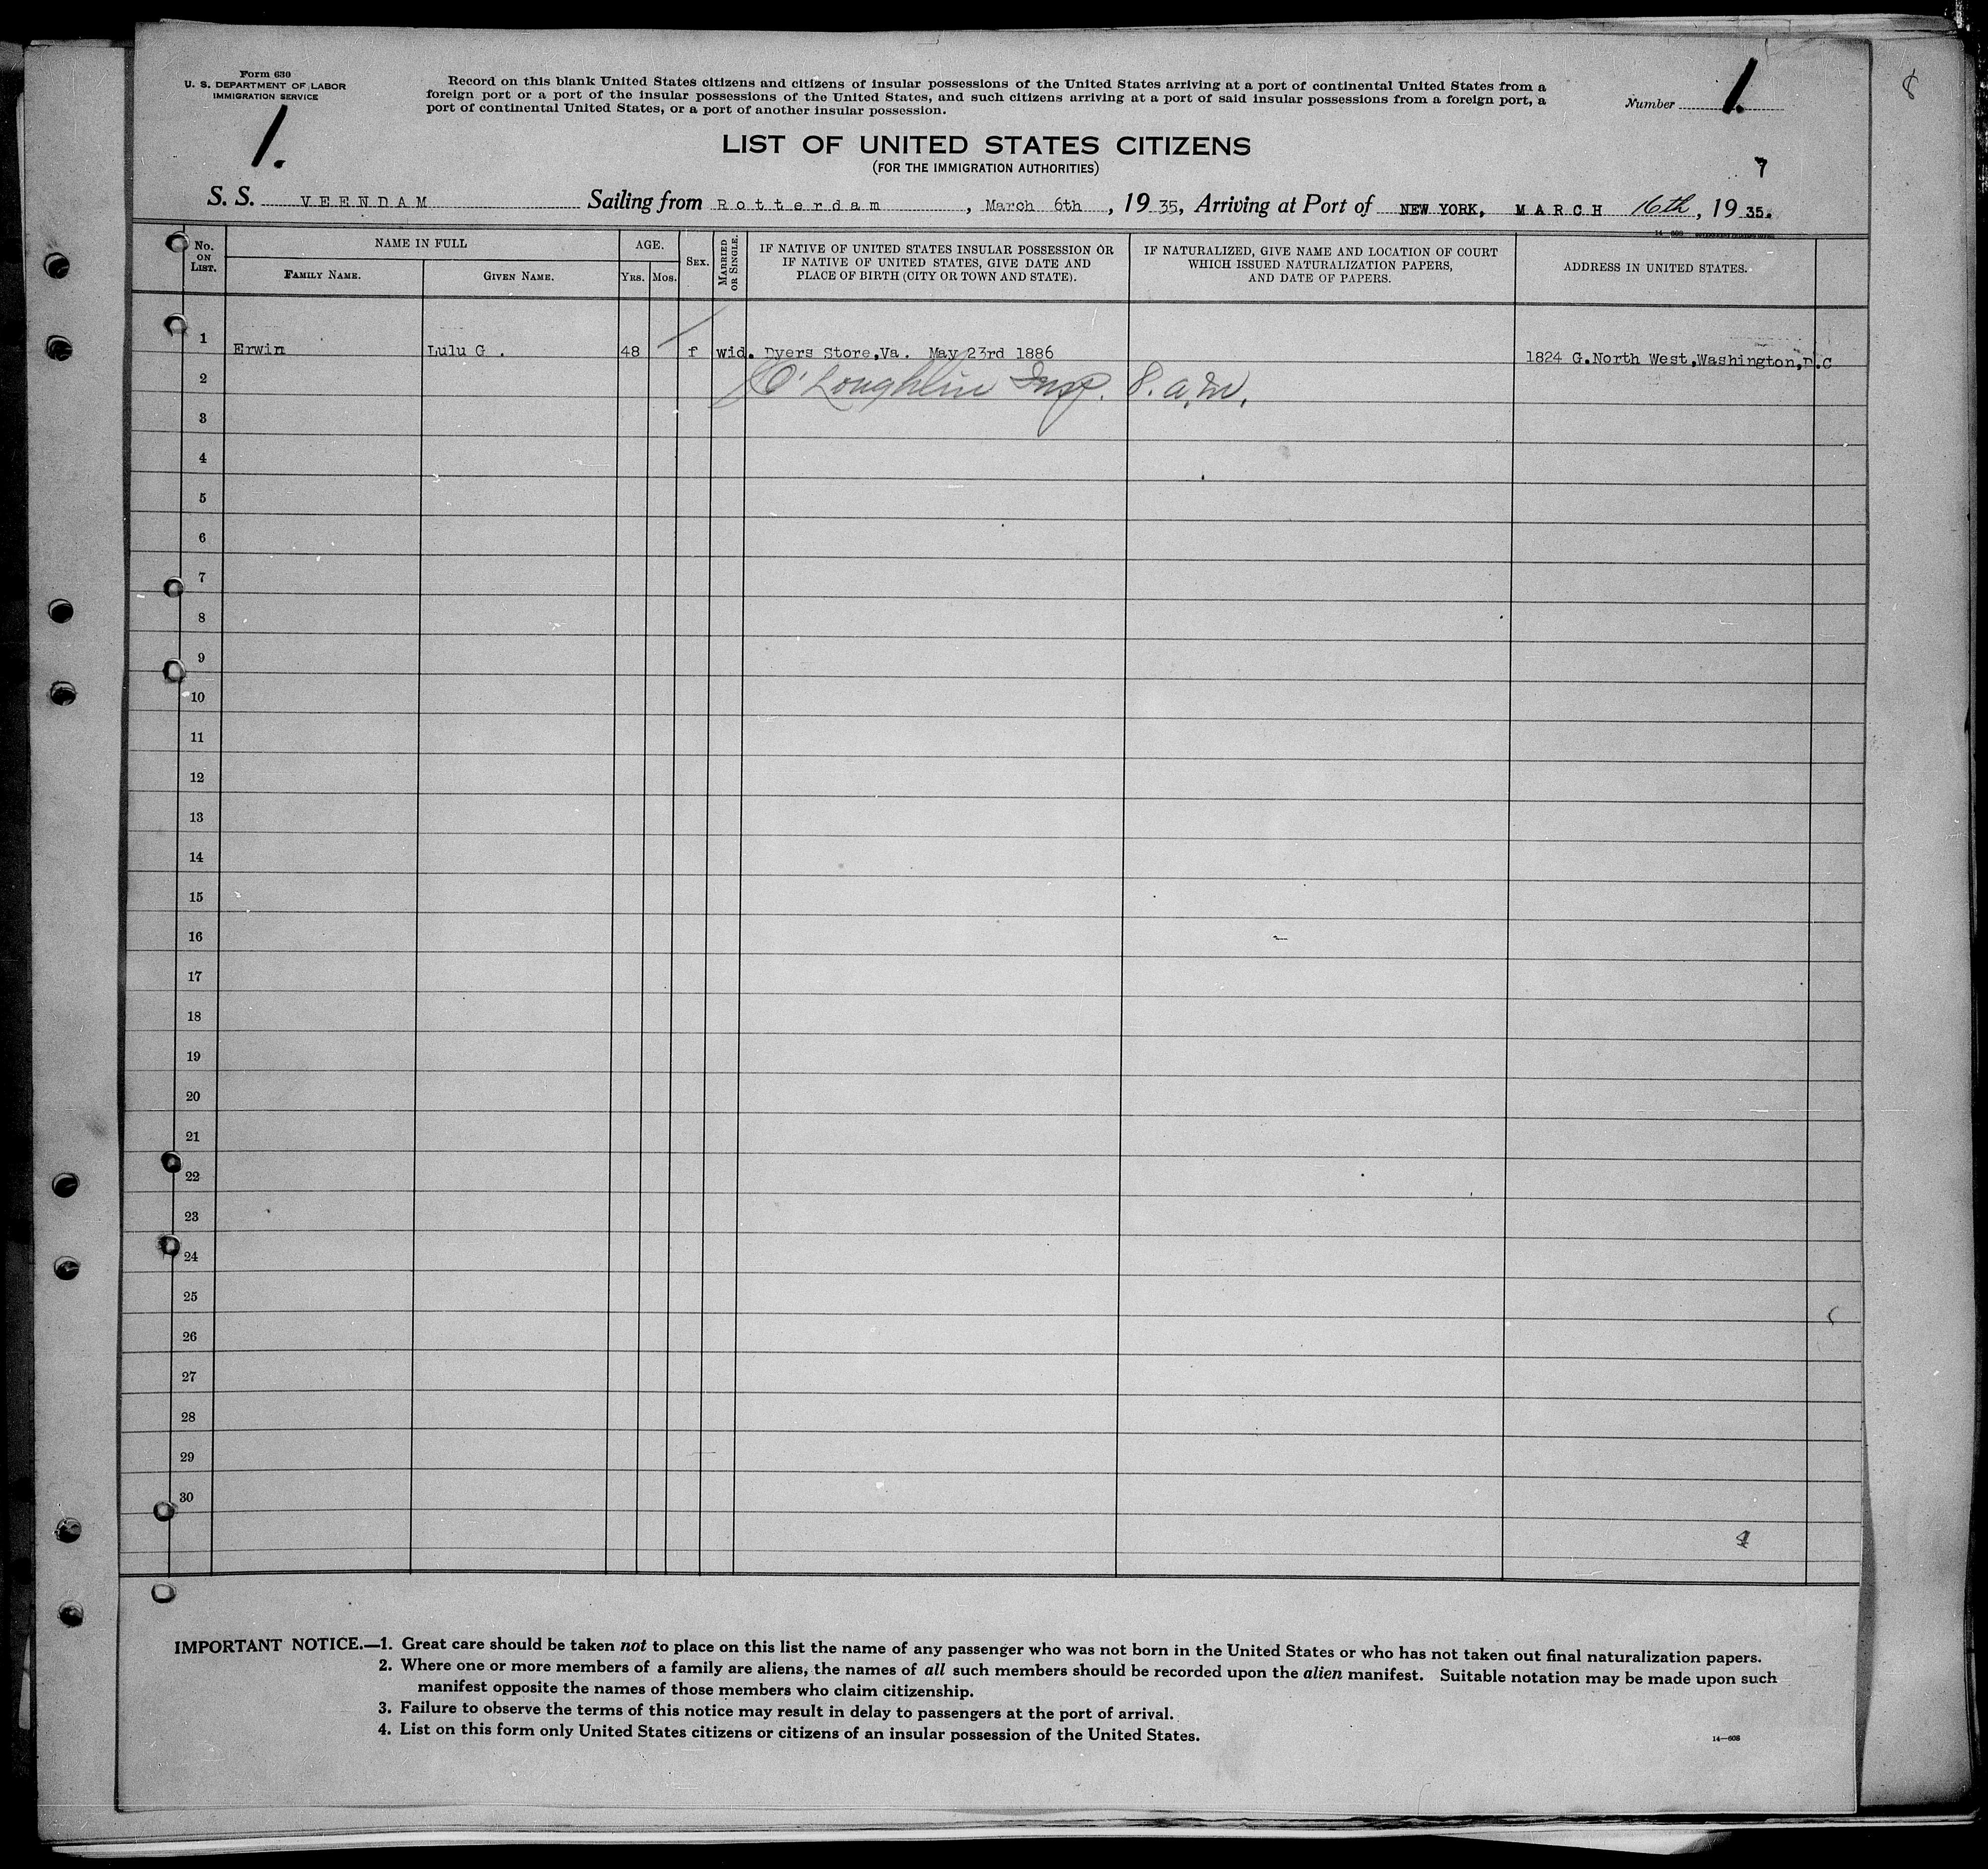 Form 630
U. S. DEPARTMENT OF LABOR
IMMIGRATION SERVICE
1.
Record on this blank United States citizens and citizens of insular possessions of the United States arriving at a port of continental United States from a
foreign port or a port of the insular possessions of the United States, and such citizens arriving at a port of said insular possessions from a foreign port, a
port of continental United States, or a port of another insular possession.
Number 1.
8
LIST OF UNITED STATES CITIZENS
(FOR THE IMMIGRATION AUTHORITIES)
7
S. S. VEENDAM Sailing from Rotterdam, March 6th, 1935, Arriving at Port of NEW YORK, MARCH 16th, 1935.
No. ON LIST.
NAME IN FULL
FAMILY NAME.
GIVEN NAME.
AGE.
YRS. MOS.
SEX.
MARRIED OR SINGLE.
IF NATIVE OF UNITED STATES INSULAR POSSESSION OR
IF NATIVE OF UNITED STATES, GIVE DATE AND
PLACE OF BIRTH (CITY OR TOWN AND STATE).
IF NATURALIZED, GIVE NAME AND LOCATION OF COURT
WHICH ISSUED NATURALIZATION PAPERS,
AND DATE OF PAPERS.
ADDRESS IN UNITED STATES.
1 Erwin Lulu G . 48 f wid. Dyers Store,Va. May 23rd 1886 1824 G.North West,Washington,D.C
2 O'Loughlin Insp. 8. a.m.
3
4
5
6
7
8
9
10
11
12
13
14
15
16
17
18
19
20
21
22
23
24
25
26
27
28
29
30
IMPORTANT NOTICE.—1. Great care should be taken not to place on this list the name of any passenger who was not born in the United States or who has not taken out final naturalization papers.
2. Where one or more members of a family are aliens, the names of all such members should be recorded upon the alien manifest. Suitable notation may be made upon such
manifest opposite the names of those members who claim citizenship.
3. Failure to observe the terms of this notice may result in delay to passengers at the port of arrival.
4. List on this form only United States citizens or citizens of an insular possession of the United States.
14—608